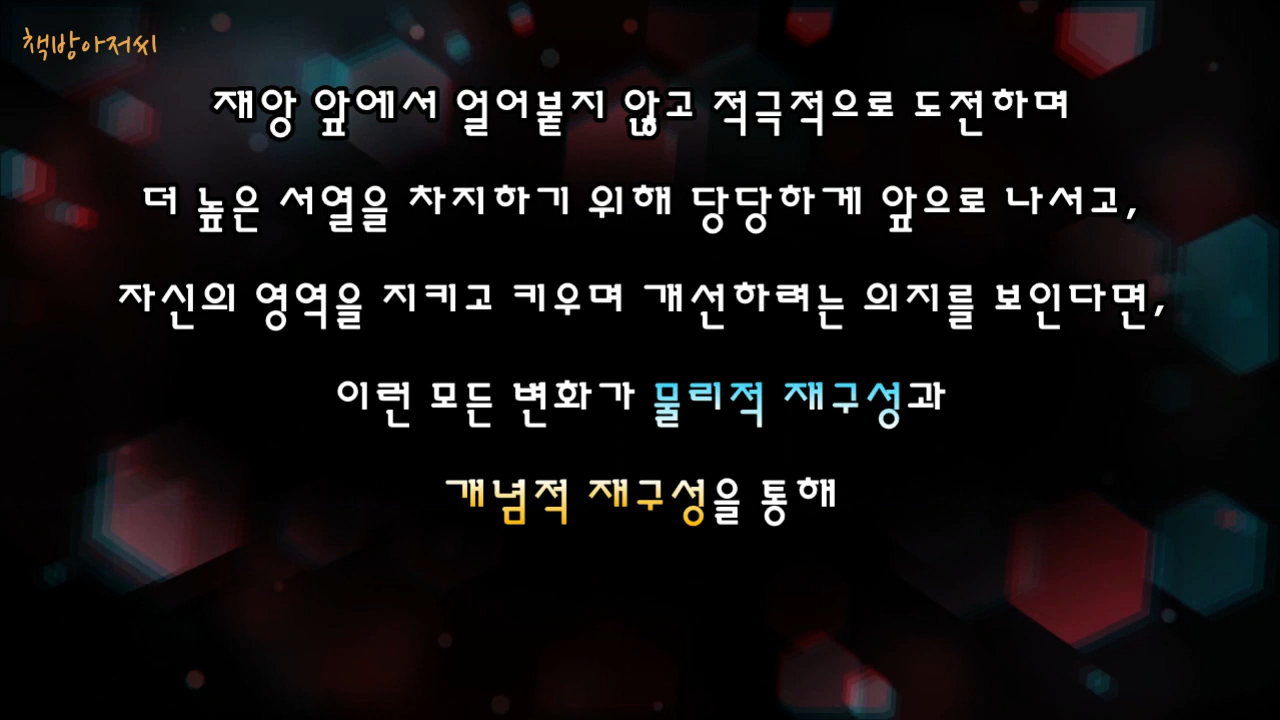 책방아저씨
재앙 앞에서 얼어붙지 않고 적극적으로 도전하며
더 높은 서열을 차지하기 위해 당당하게 앞으로 나서고,
자신의 영역을 지키고 키우며 개선하려는 의지를 보인다면,
이런 모든 변화가 물리적 재구성과
개념적 재구성을 통해